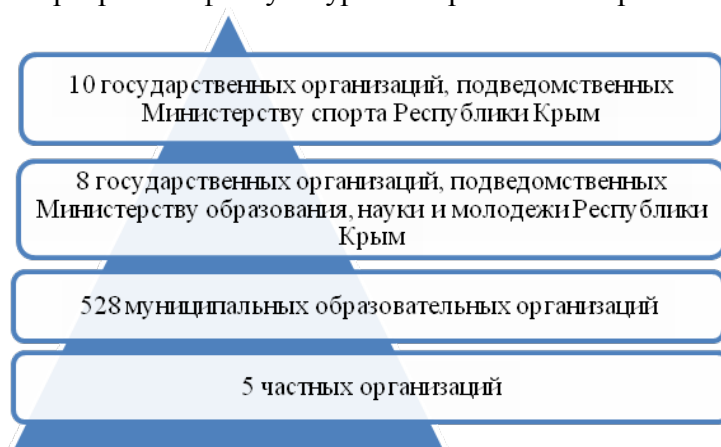 10 государственных организаций, подведомственных
Министерству спорта Республики Крым
8 государственных организаций, подведомственных
Министерству образования, науки и молодежи Республики
Крым
528 муниципальных образовательных организаций
5 частных организаций